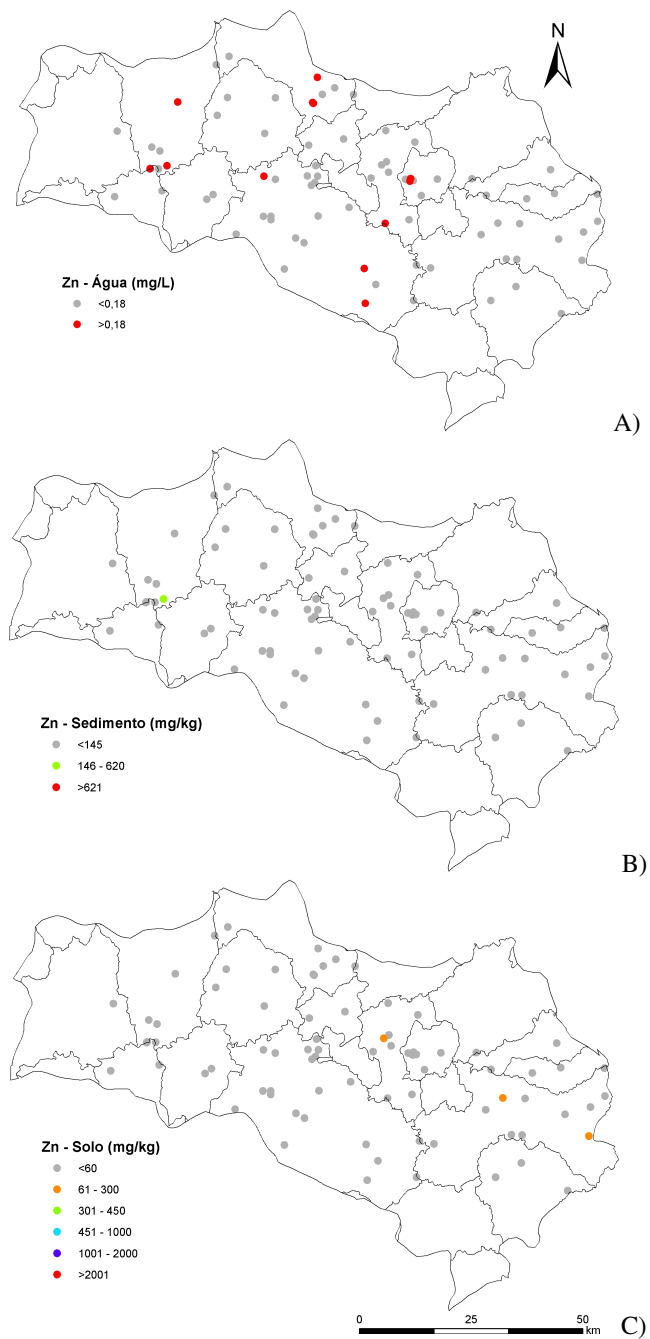 N
Zn - Água (mg/L)
<0,18
>0,18
A)
Zn - Sedimento (mg/kg)
<145
146 - 620
>621
B)
Zn - Solo (mg/kg)
<60
61 - 300
301 - 450
451 - 1000
1001 - 2000
>2001
0 25 50
km
C)